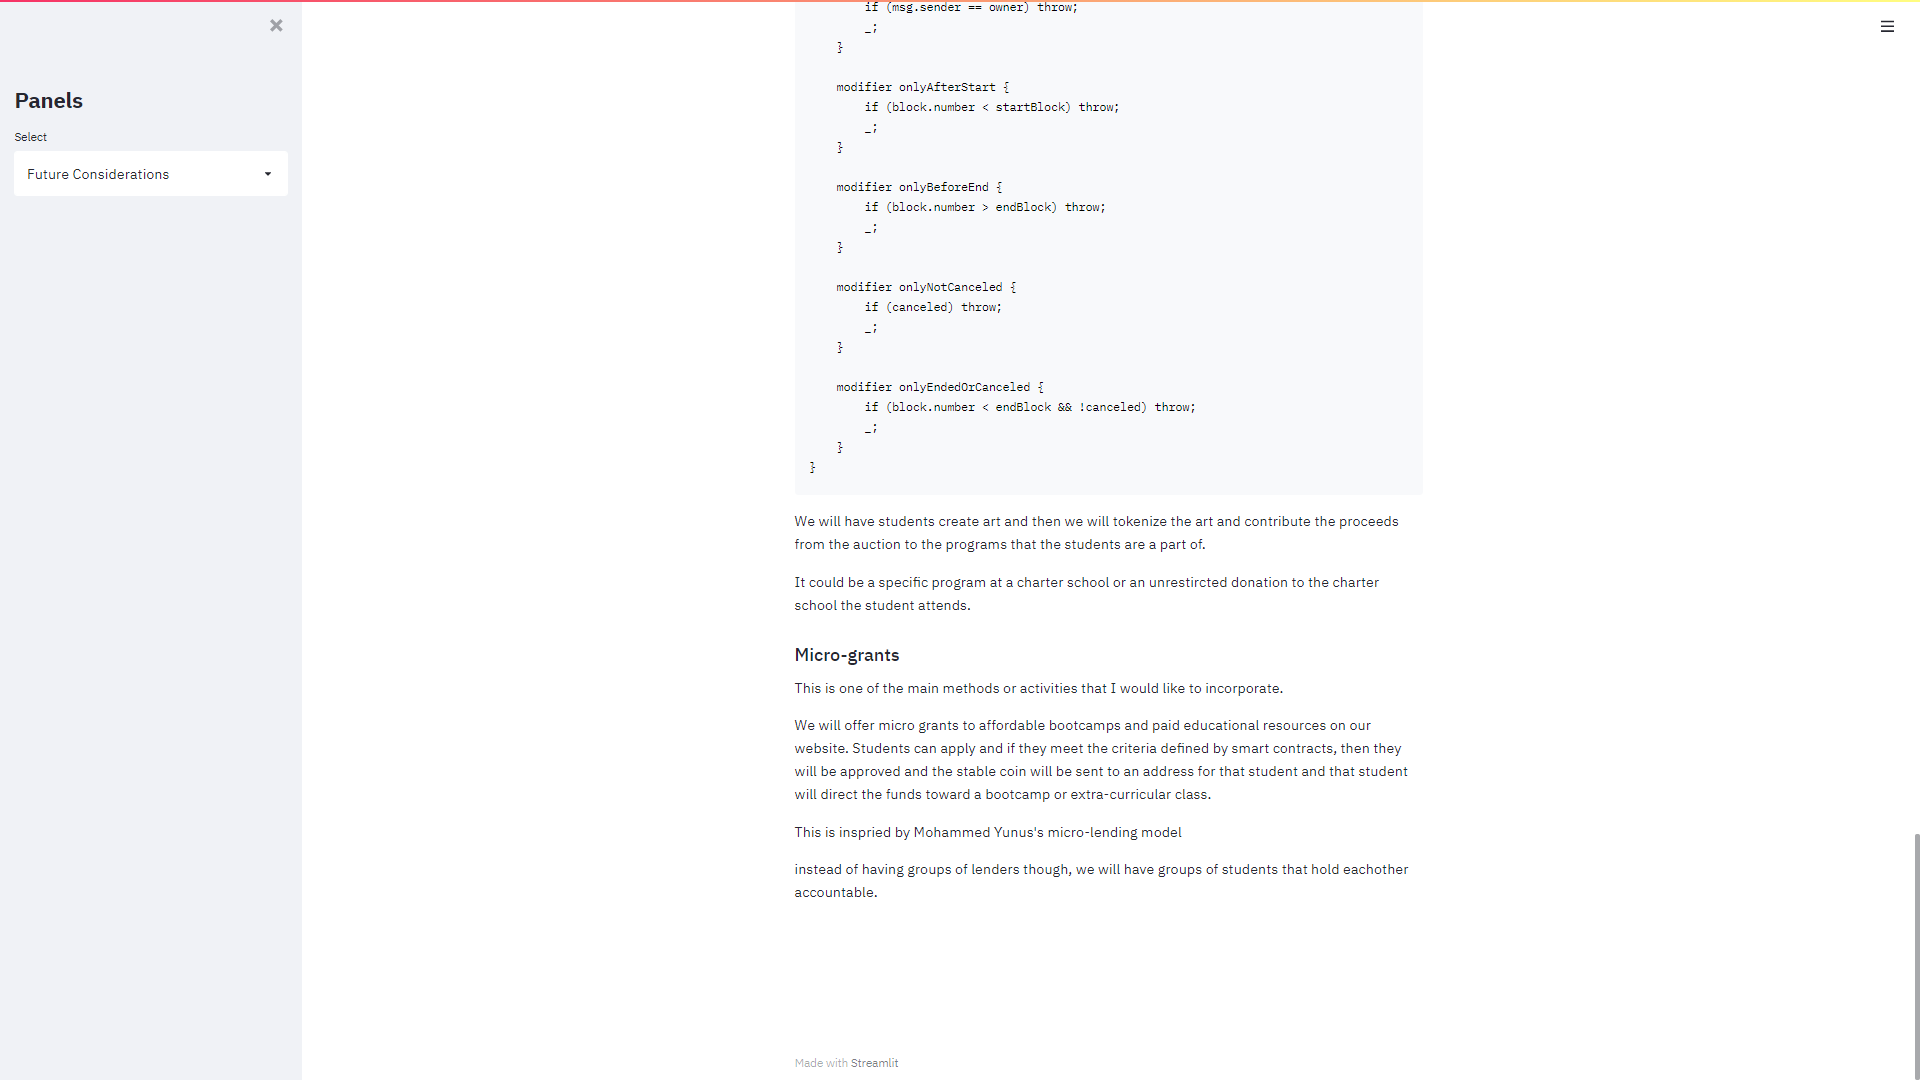 Panels
Select
Future Considerations
if (msg.sender == owner) throw;
_;
}
modifier onlyAfterStart {
if (block.number < startBlock) throw;
_;
}
modifier onlyBeforeEnd {
if (block.number > endBlock) throw;
_;
}
modifier onlyNotCanceled {
if (canceled) throw;
_;
}
modifier onlyEndedOrCanceled {
if (block.number < endBlock && !canceled) throw;
_;
}
}
We will have students create art and then we will tokenize the art and contribute the proceeds
from the auction to the programs that the students are a part of.
It could be a specific program at a charter school or an unrestircted donation to the charter
school the student attends.
Micro-grants
This is one of the main methods or activities that I would like to incorporate.
We will offer micro grants to affordable bootcamps and paid educational resources on our
website. Students can apply and if they meet the criteria defined by smart contracts, then they
will be approved and the stable coin will be sent to an address for that student and that student
will direct the funds toward a bootcamp or extra-curricular class.
This is inspried by Mohammed Yunus's micro-lending model
instead of having groups of lenders though, we will have groups of students that hold eachother
accountable.
Made with Streamlit